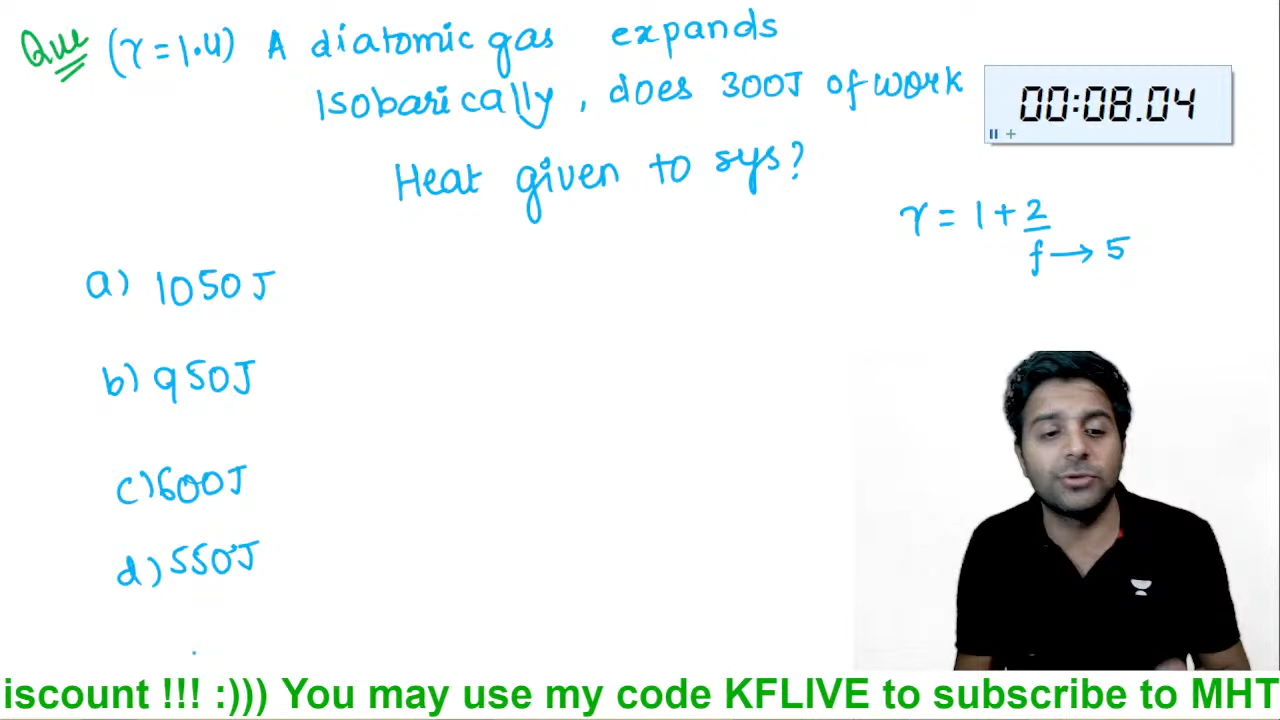 Que (γ=1.4) A diatomic gas expands
Isobarically, does 300J of work
00:08.04
Heat given to sys?
γ = 1 + 2
f → 5
a) 1050J
b) 950J
c) 600J
d) 550J
iscount !!! :))) You may use my code KFLIVE to subscribe to MHT